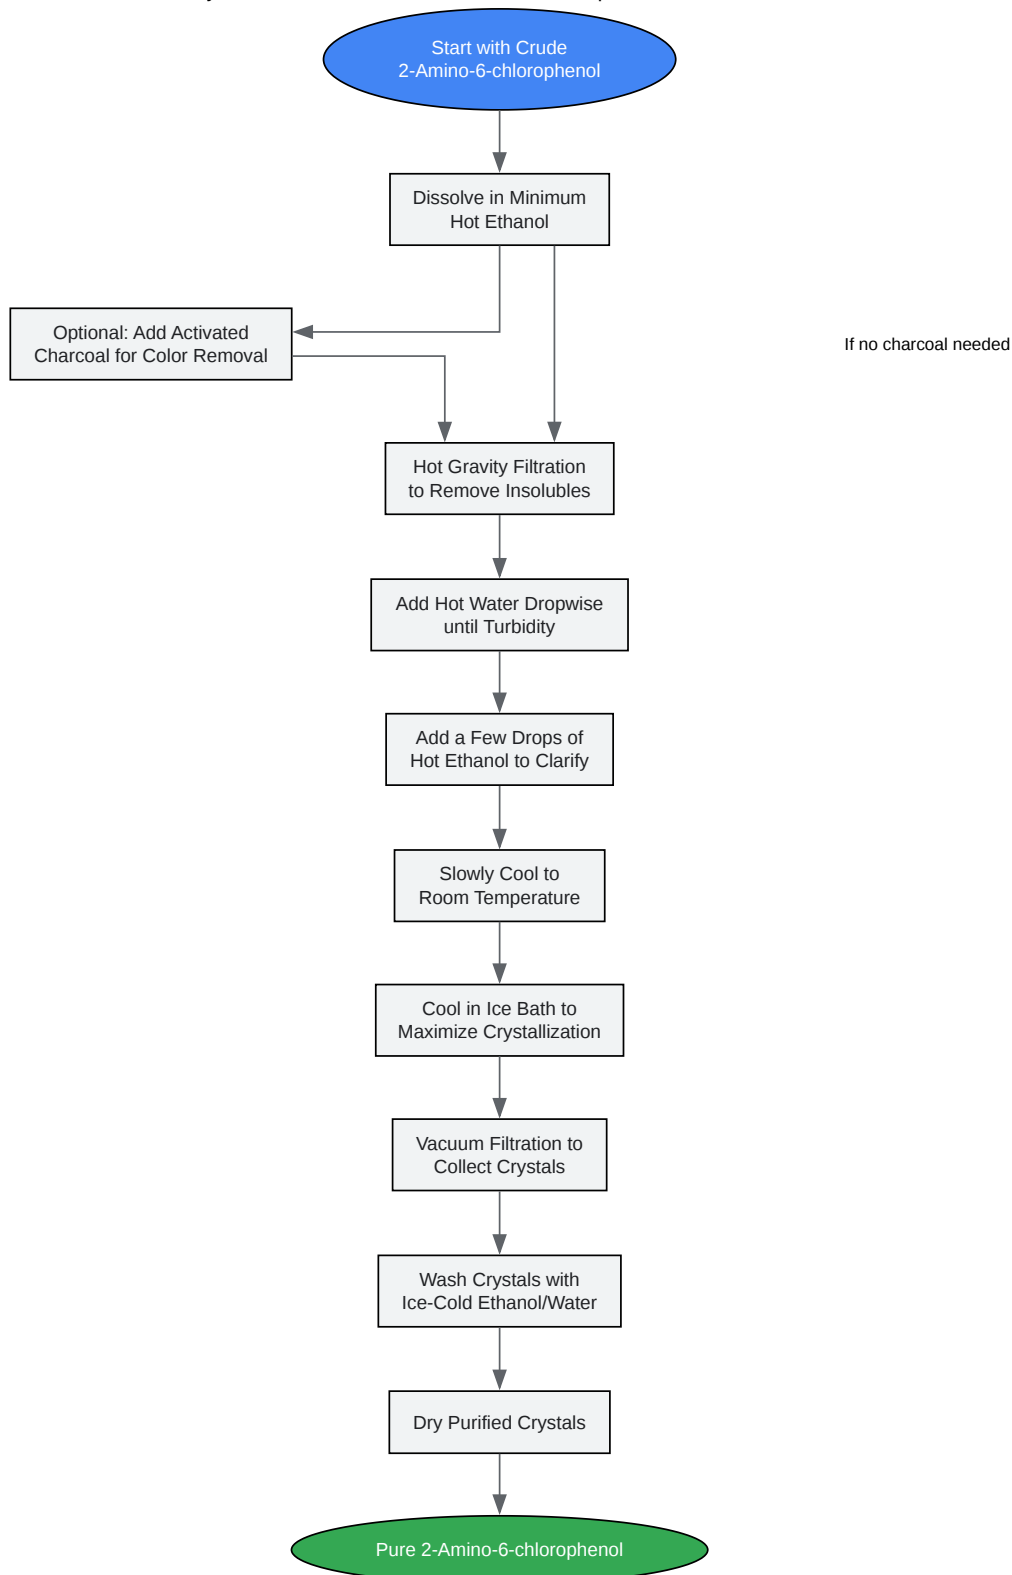 Start with Crude
2-Amino-6-chlorophenol
Dissolve in Minimum
Hot Ethanol
Optional: Add Activated
Charcoal for Color Removal
If no charcoal needed
Hot Gravity Filtration
to Remove Insolubles
Add Hot Water Dropwise
until Turbidity
Add a Few Drops of
Hot Ethanol to Clarify
Slowly Cool to
Room Temperature
Cool in Ice Bath to
Maximize Crystallization
Vacuum Filtration to
Collect Crystals
Wash Crystals with
Ice-Cold Ethanol/Water
Dry Purified Crystals
Pure 2-Amino-6-chlorophenol